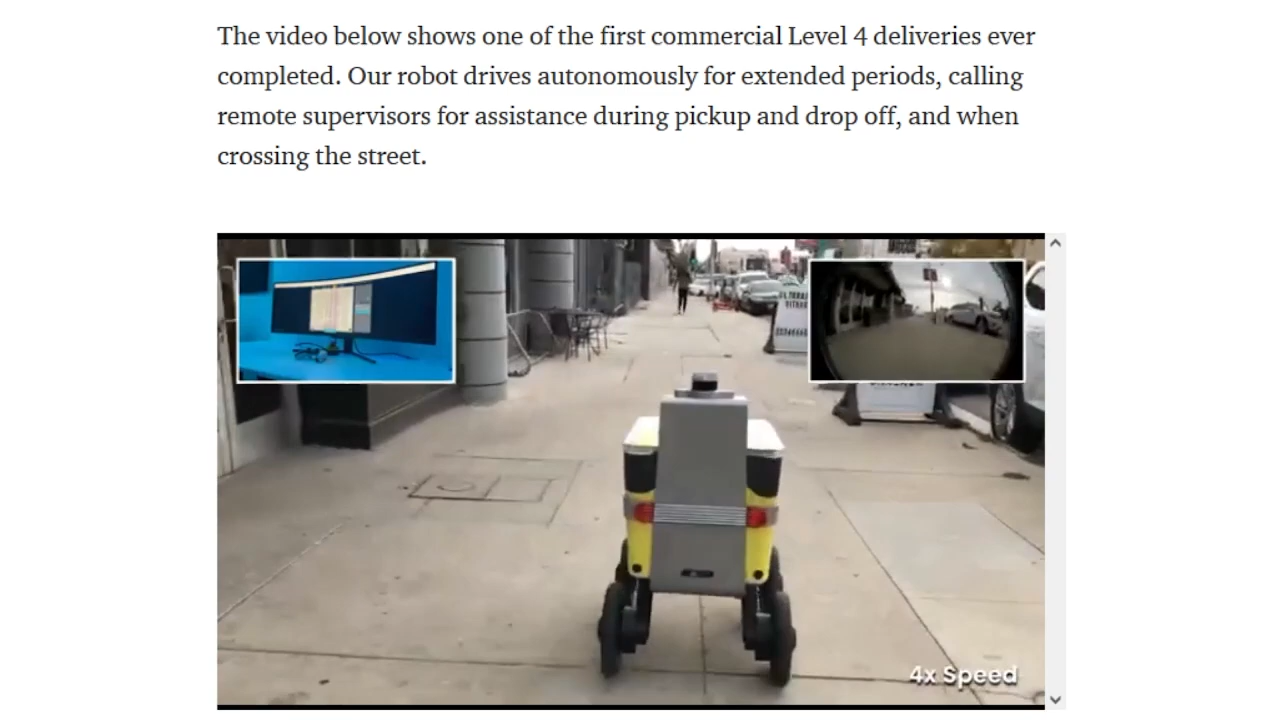 The video below shows one of the first commercial Level 4 deliveries ever
completed. Our robot drives autonomously for extended periods, calling
remote supervisors for assistance during pickup and drop off, and when
crossing the street.
4x Speed